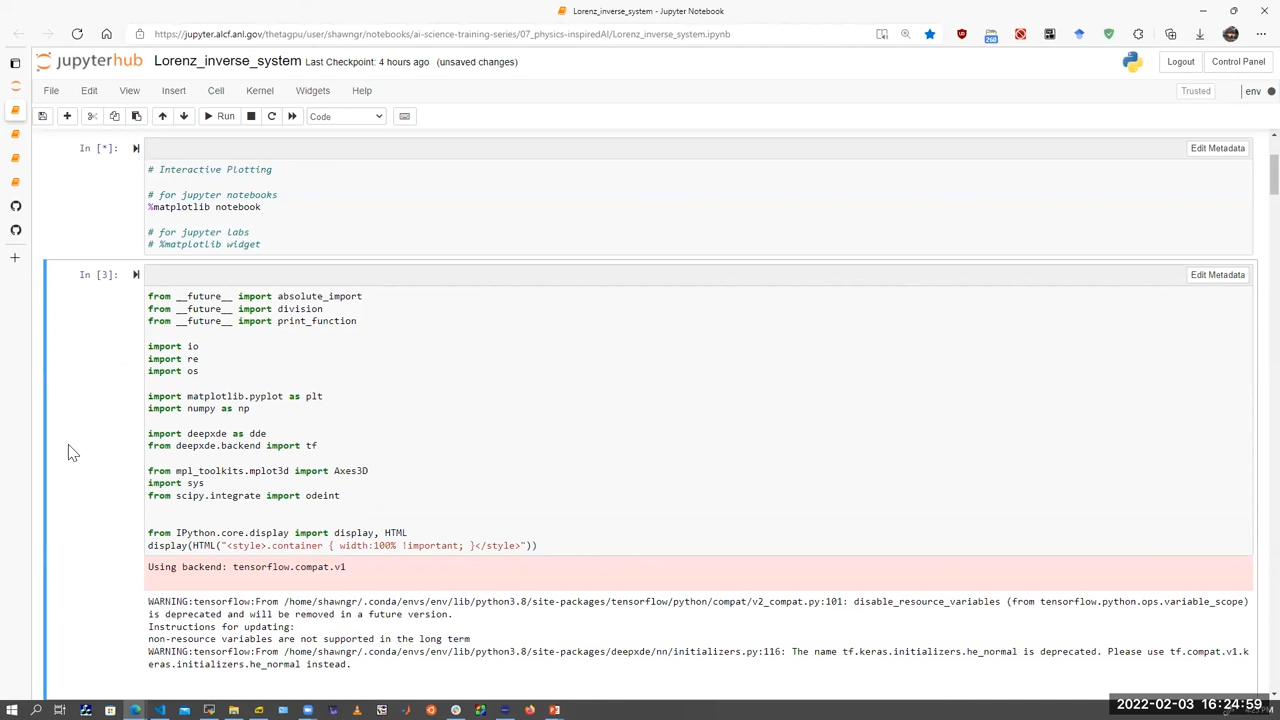 Lorenz_inverse_system - Jupyter Notebook
https://jupyter.alcf.anl.gov/thetagpu/user/shawngr/notebooks/ai-science-training-series/07_physics-inspiredAI/Lorenz_inverse_system.ipynb
jupyterhub Lorenz_inverse_system Last Checkpoint: 4 hours ago (unsaved changes) Logout Control Panel
File Edit View Insert Cell Kernel Widgets Help Trusted env
Run Code
In [*]: Edit Metadata
# Interactive Plotting
# for jupyter notebooks
%matplotlib notebook
# for jupyter labs
# %matplotlib widget
In [3]: Edit Metadata
from __future__ import absolute_import
from __future__ import division
from __future__ import print_function
import io
import re
import os
import matplotlib.pyplot as plt
import numpy as np
import deepxde as dde
from deepxde.backend import tf
from mpl_toolkits.mplot3d import Axes3D
import sys
from scipy.integrate import odeint
from IPython.core.display import display, HTML
display(HTML("<style>.container { width:100% !important; }</style>"))
Using backend: tensorflow.compat.v1
WARNING:tensorflow:From /home/shawngr/.conda/envs/env/lib/python3.8/site-packages/tensorflow/python/compat/v2_compat.py:101: disable_resource_variables (from tensorflow.python.ops.variable_scope)
is deprecated and will be removed in a future version.
Instructions for updating:
non-resource variables are not supported in the long term
WARNING:tensorflow:From /home/shawngr/.conda/envs/env/lib/python3.8/site-packages/deepxde/nn/initializers.py:116: The name tf.keras.initializers.he_normal is deprecated. Please use tf.compat.v1.k
eras.initializers.he_normal instead.
2022-02-03 16:24:59